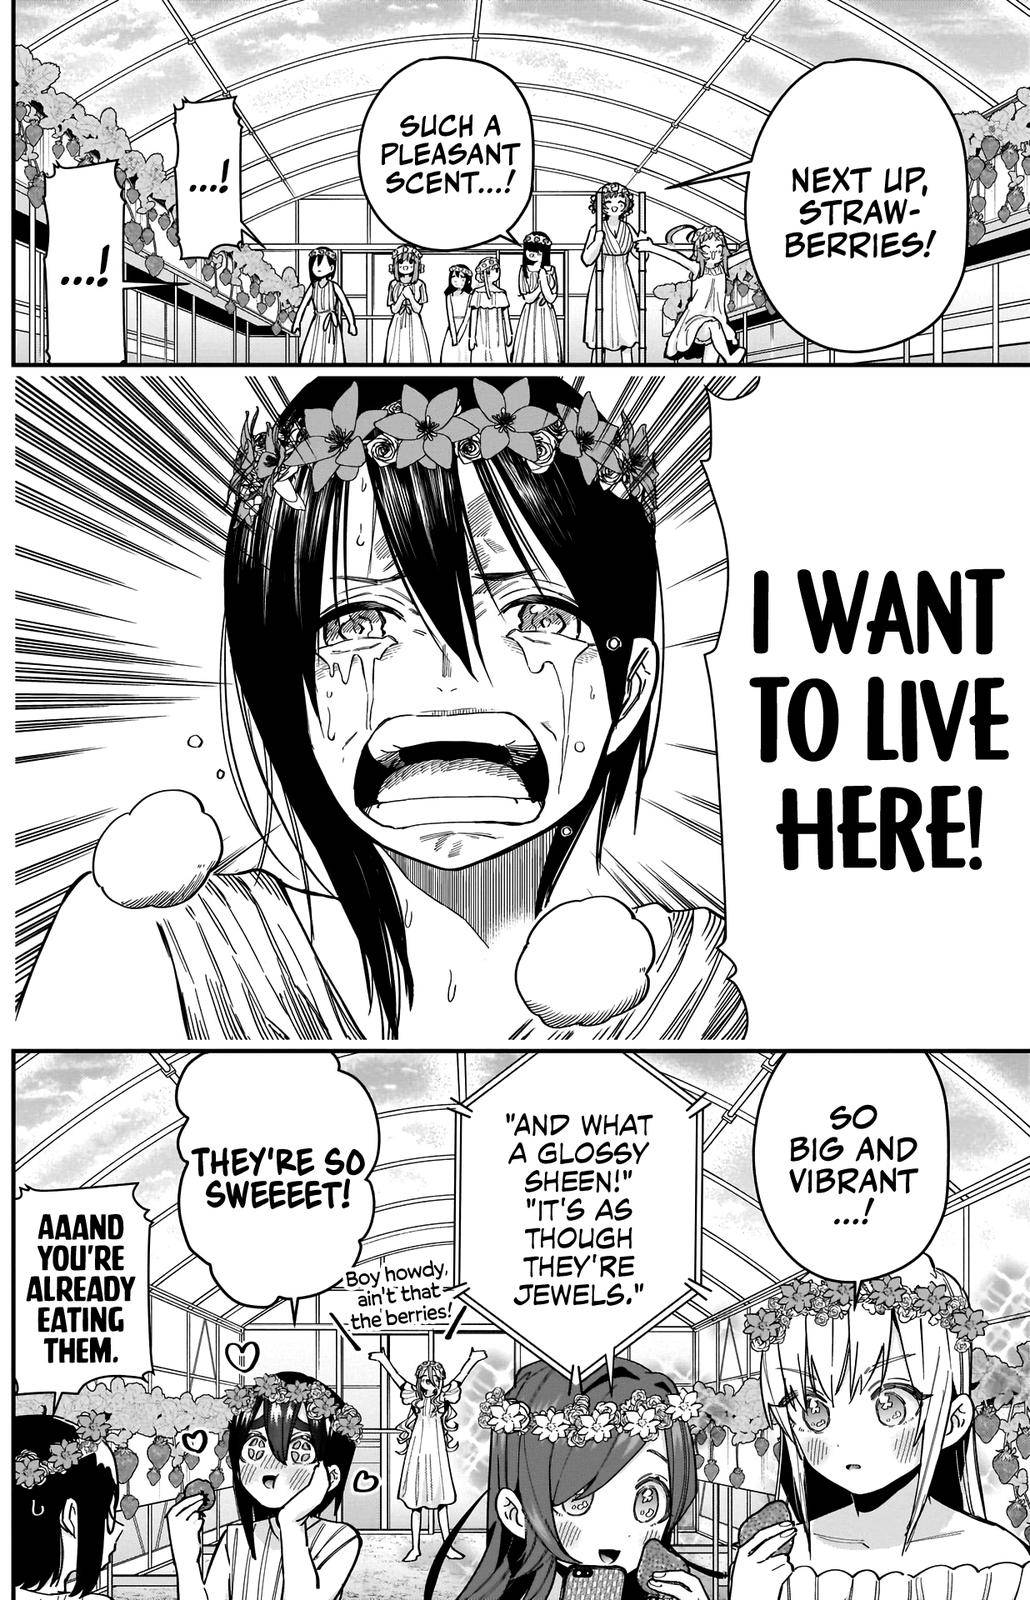 NEXT UP,
STRAW-
BERRIES!
SUCH A
PLEASANT
SCENT...!
...!
...!
I WANT
TO LIVE
HERE!
SO
BIG AND
VIBRANT
...!
"AND WHAT
A GLOSSY
SHEEN!"
"IT'S AS
THOUGH
THEY'RE
JEWELS."
Boy howdy,
ain't that
the berries!
THEY'RE SO
SWEEEET!
AAAND
YOU'RE
ALREADY
EATING
THEM.